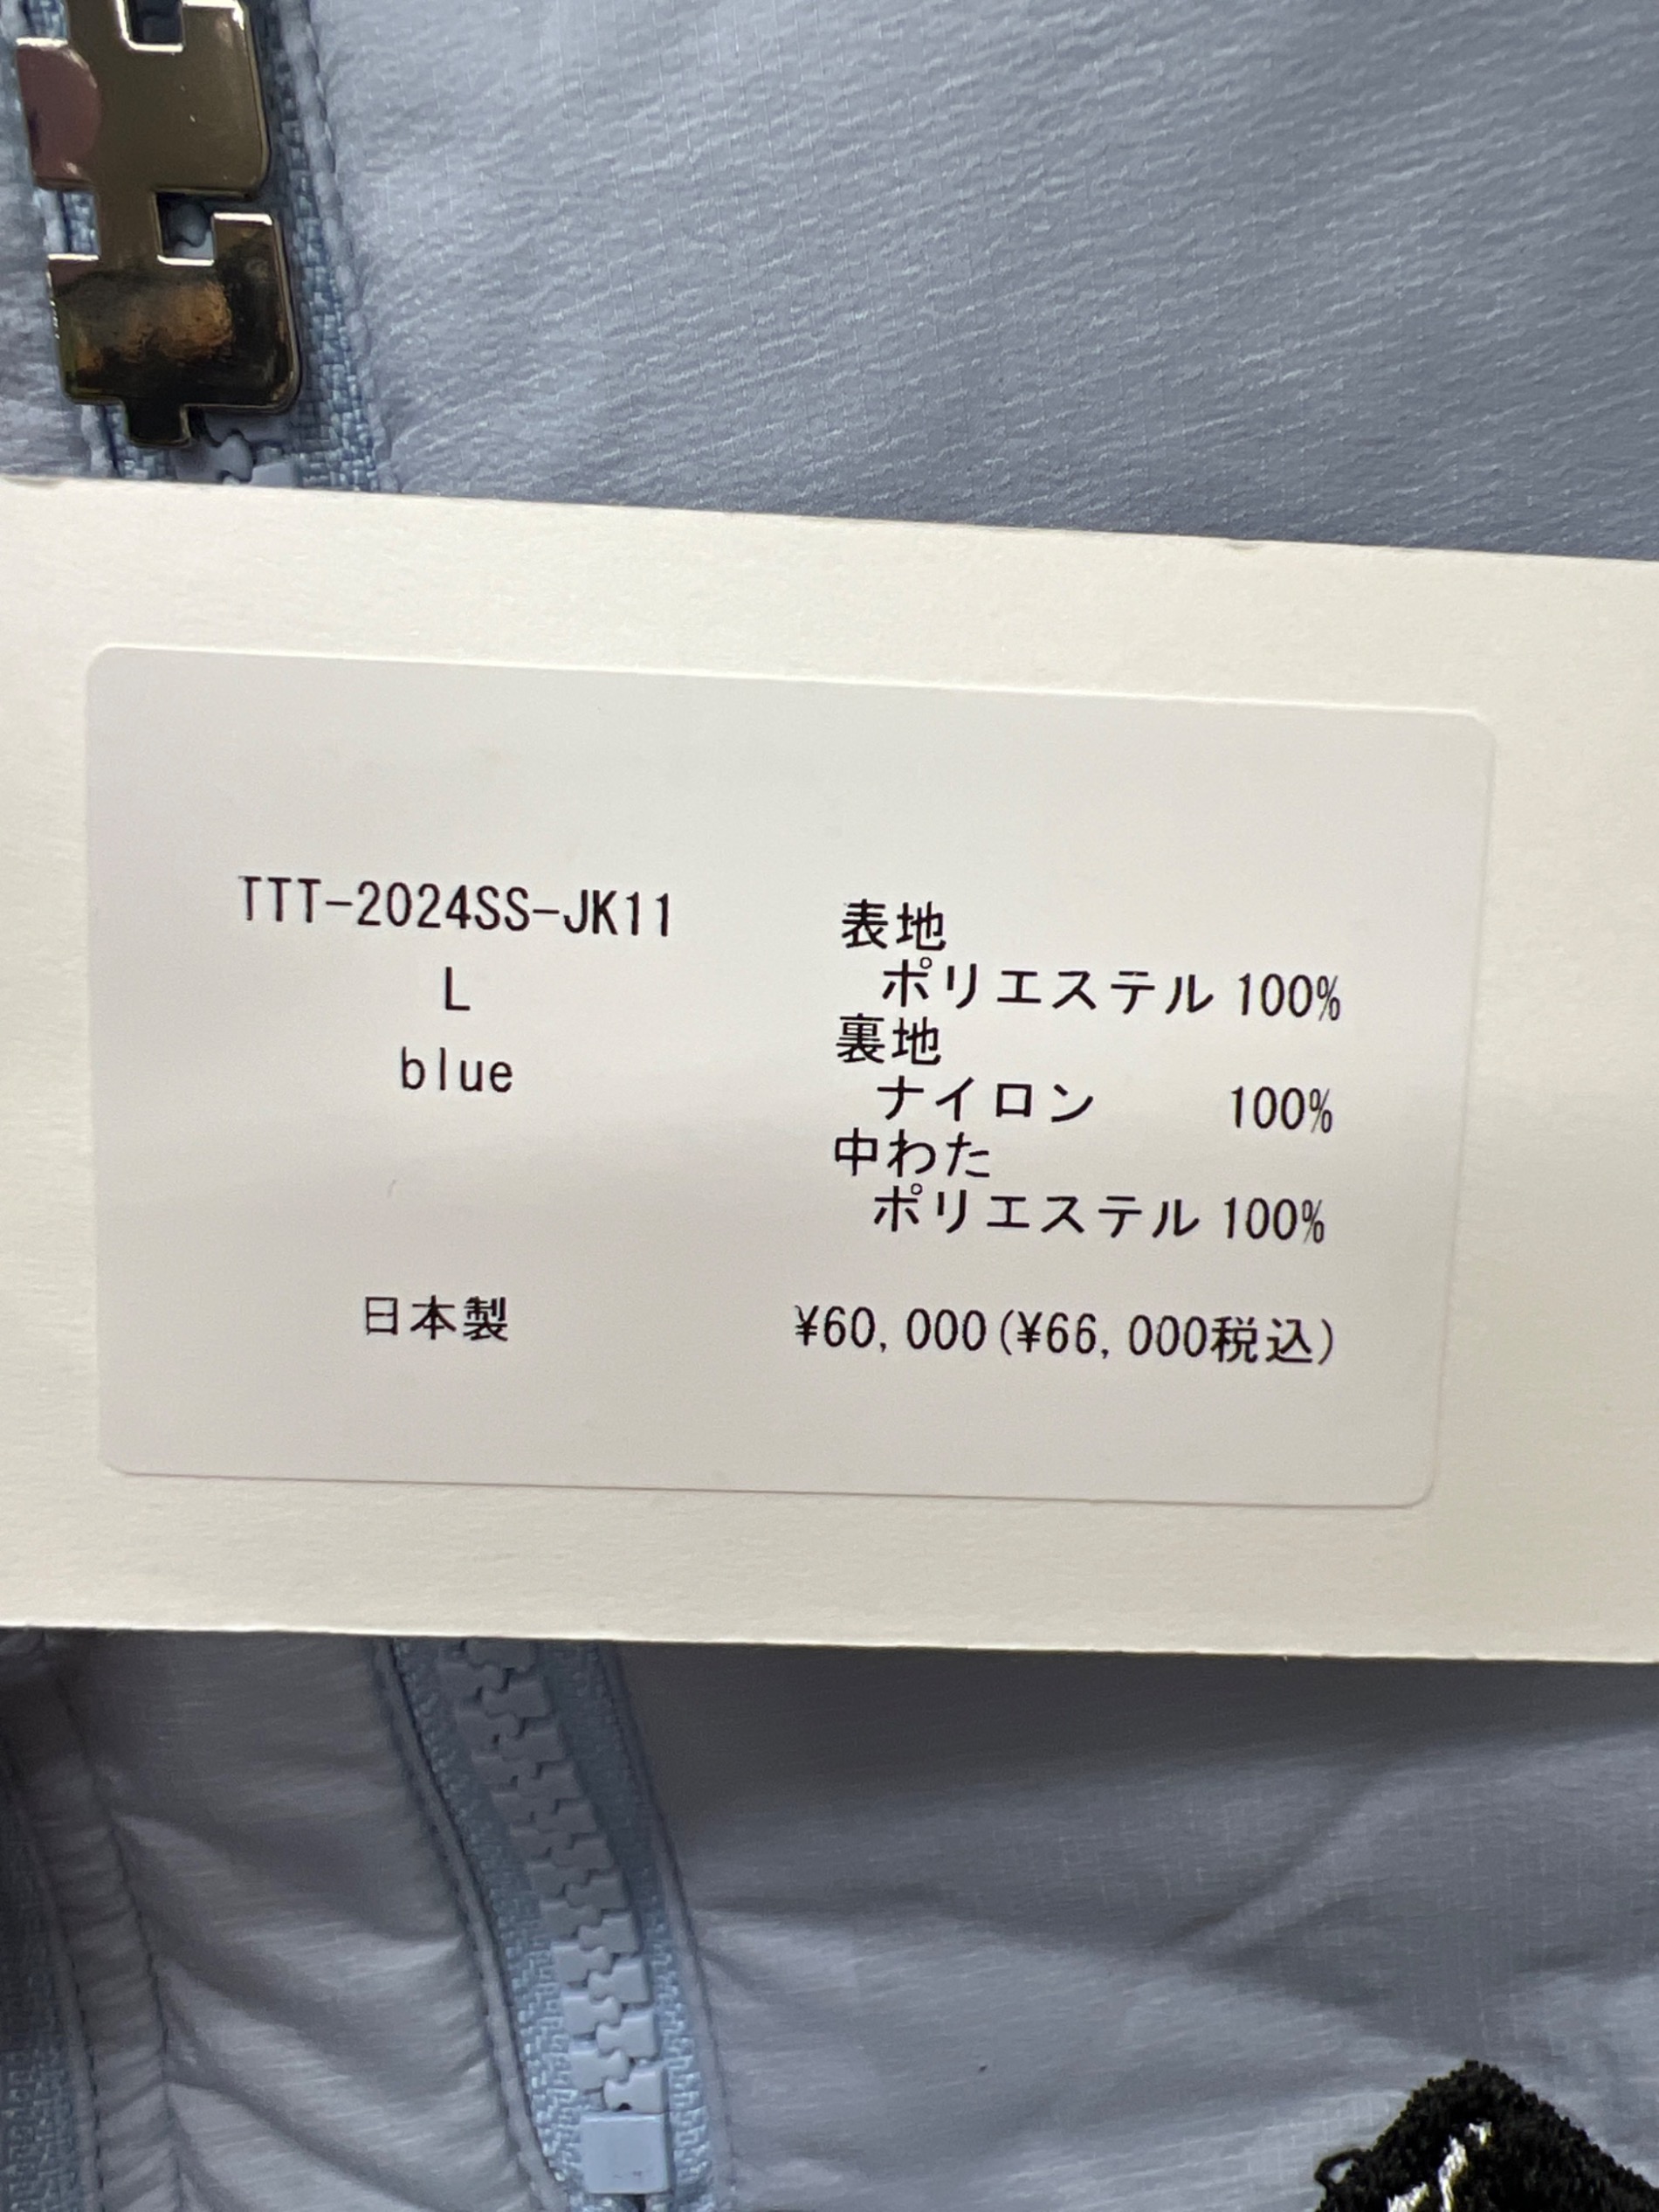 TTT-2024SS-JK11
L
blue
日本製
表地
ポリエステル 100%
裏地
ナイロン 100%
中わた
ポリエステル 100%
¥60,000(¥66,000税込)